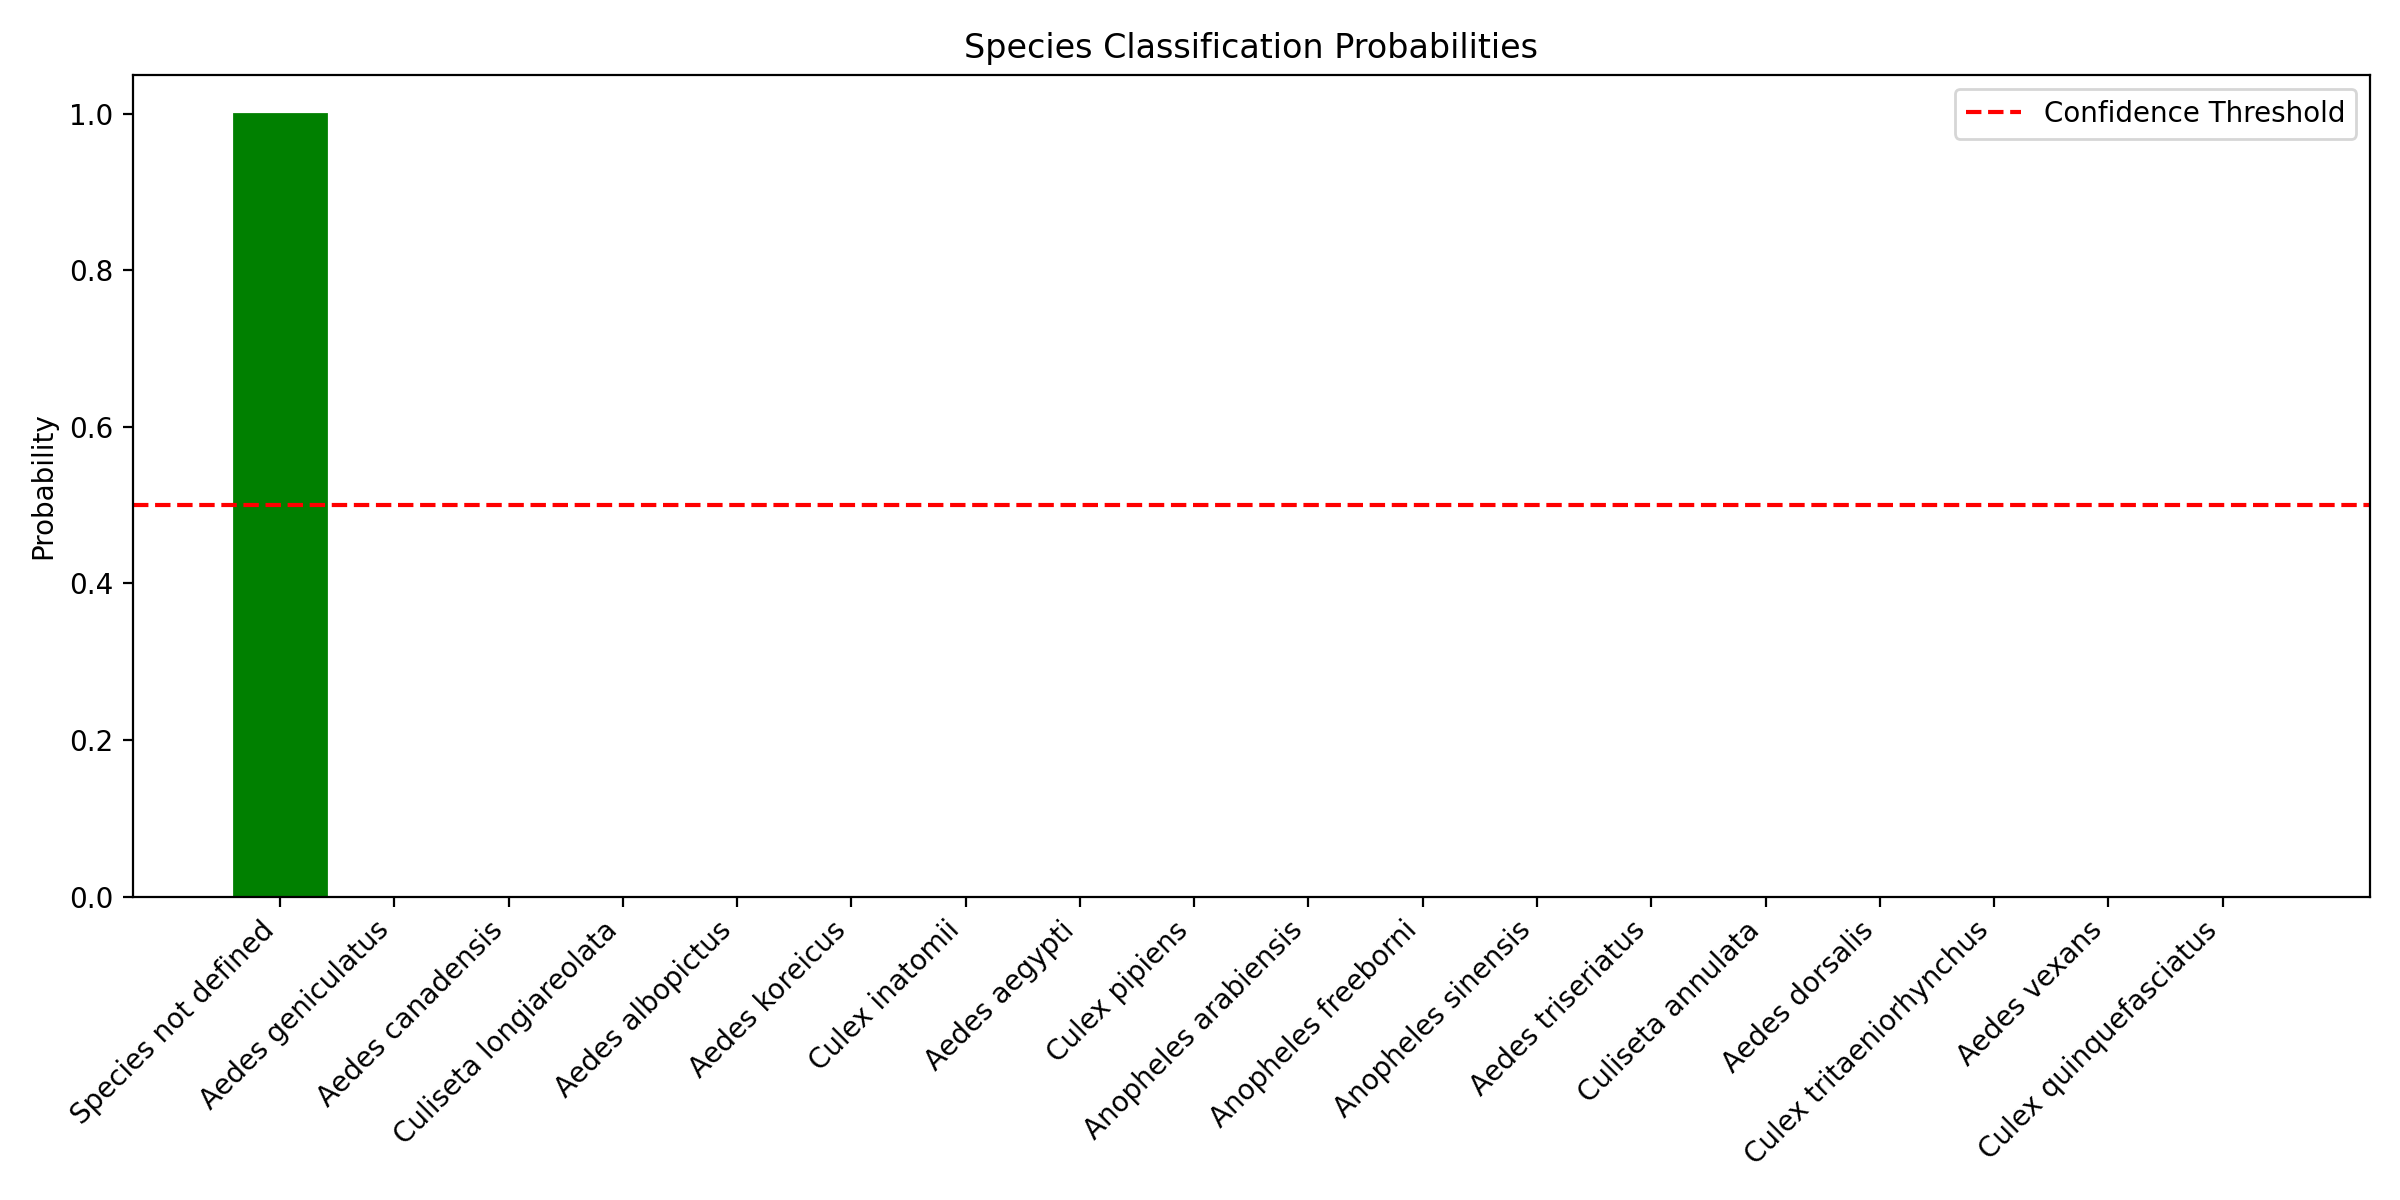 Species Classification Probabilities
Confidence Threshold
Probability
1.0
0.8
0.6
0.4
0.2
0.0
Species not defined
Aedes geniculatus
Aedes canadensis
Culiseta longiareolata
Aedes albopictus
Aedes koreicus
Culex inatomii
Aedes aegypti
Culex pipiens
Anopheles arabiensis
Anopheles freeborni
Anopheles sinensis
Aedes triseriatus
Culiseta annulata
Aedes dorsalis
Culex tritaeniorhynchus
Aedes vexans
Culex quinquefasciatus